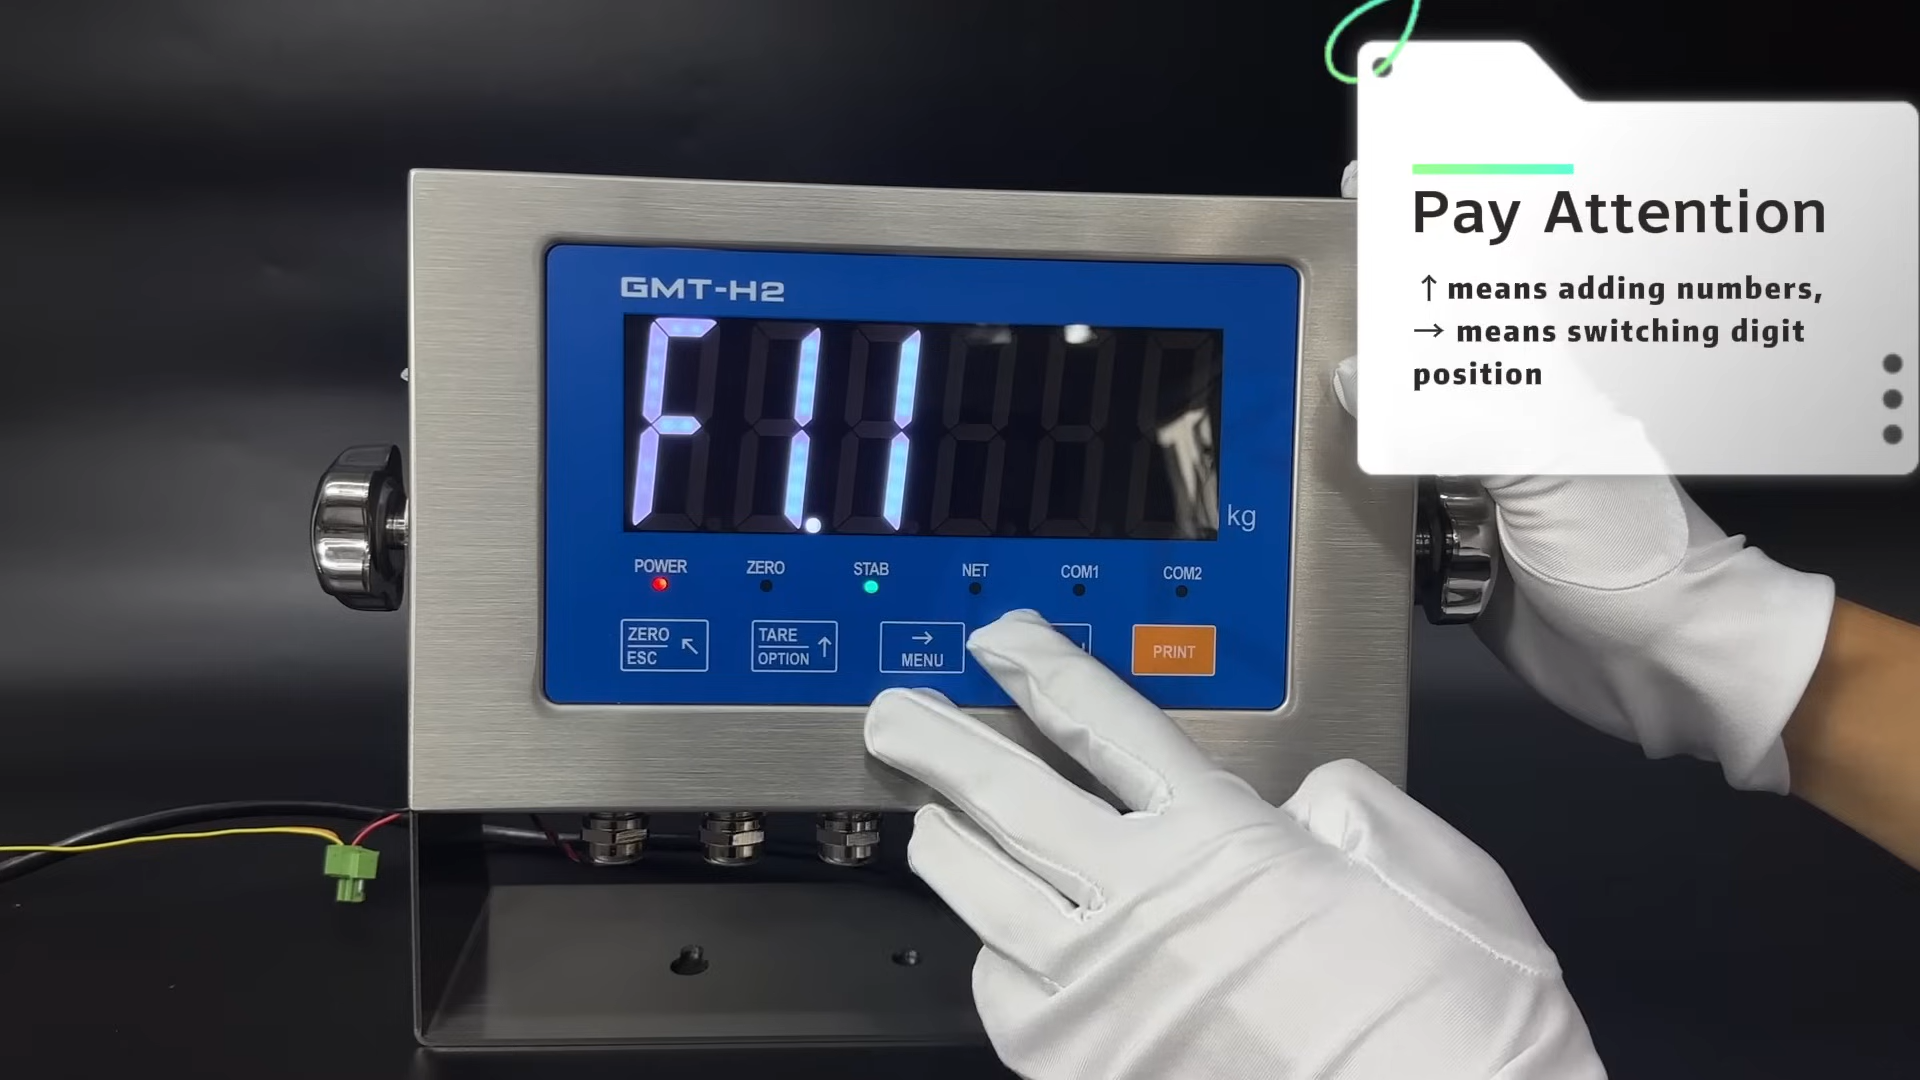 Pay Attention
↑ means adding numbers,
→ means switching digit
position
GMT-H2
F1.1
kg
POWER ZERO STAB NET COM1 COM2
ZERO ↖ TARE ↑ → PRINT
ESC OPTION MENU